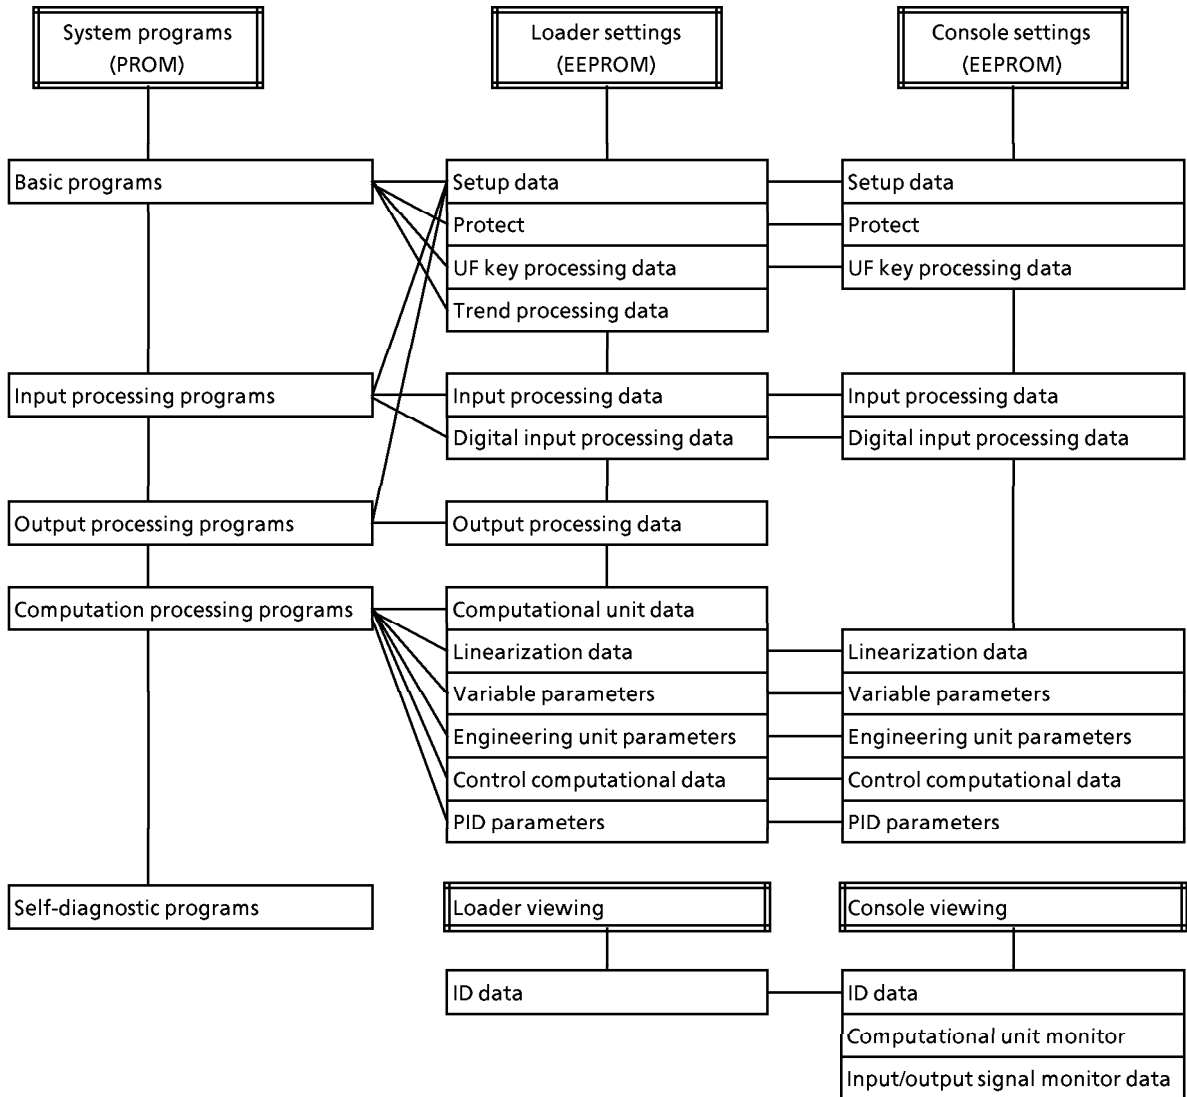 System programs
(PROM)
Loader settings
(EEPROM)
Console settings
(EEPROM)
Basic programs
Setup data
Setup data
Protect
Protect
UF key processing data
UF key processing data
Trend processing data
Input processing programs
Input processing data
Input processing data
Digital input processing data
Digital input processing data
Output processing programs
Output processing data
Computation processing programs
Computational unit data
Linearization data
Linearization data
Variable parameters
Variable parameters
Engineering unit parameters
Engineering unit parameters
Control computational data
Control computational data
PID parameters
PID parameters
Self-diagnostic programs
Loader viewing
Console viewing
ID data
ID data
Computational unit monitor
Input/output signal monitor data